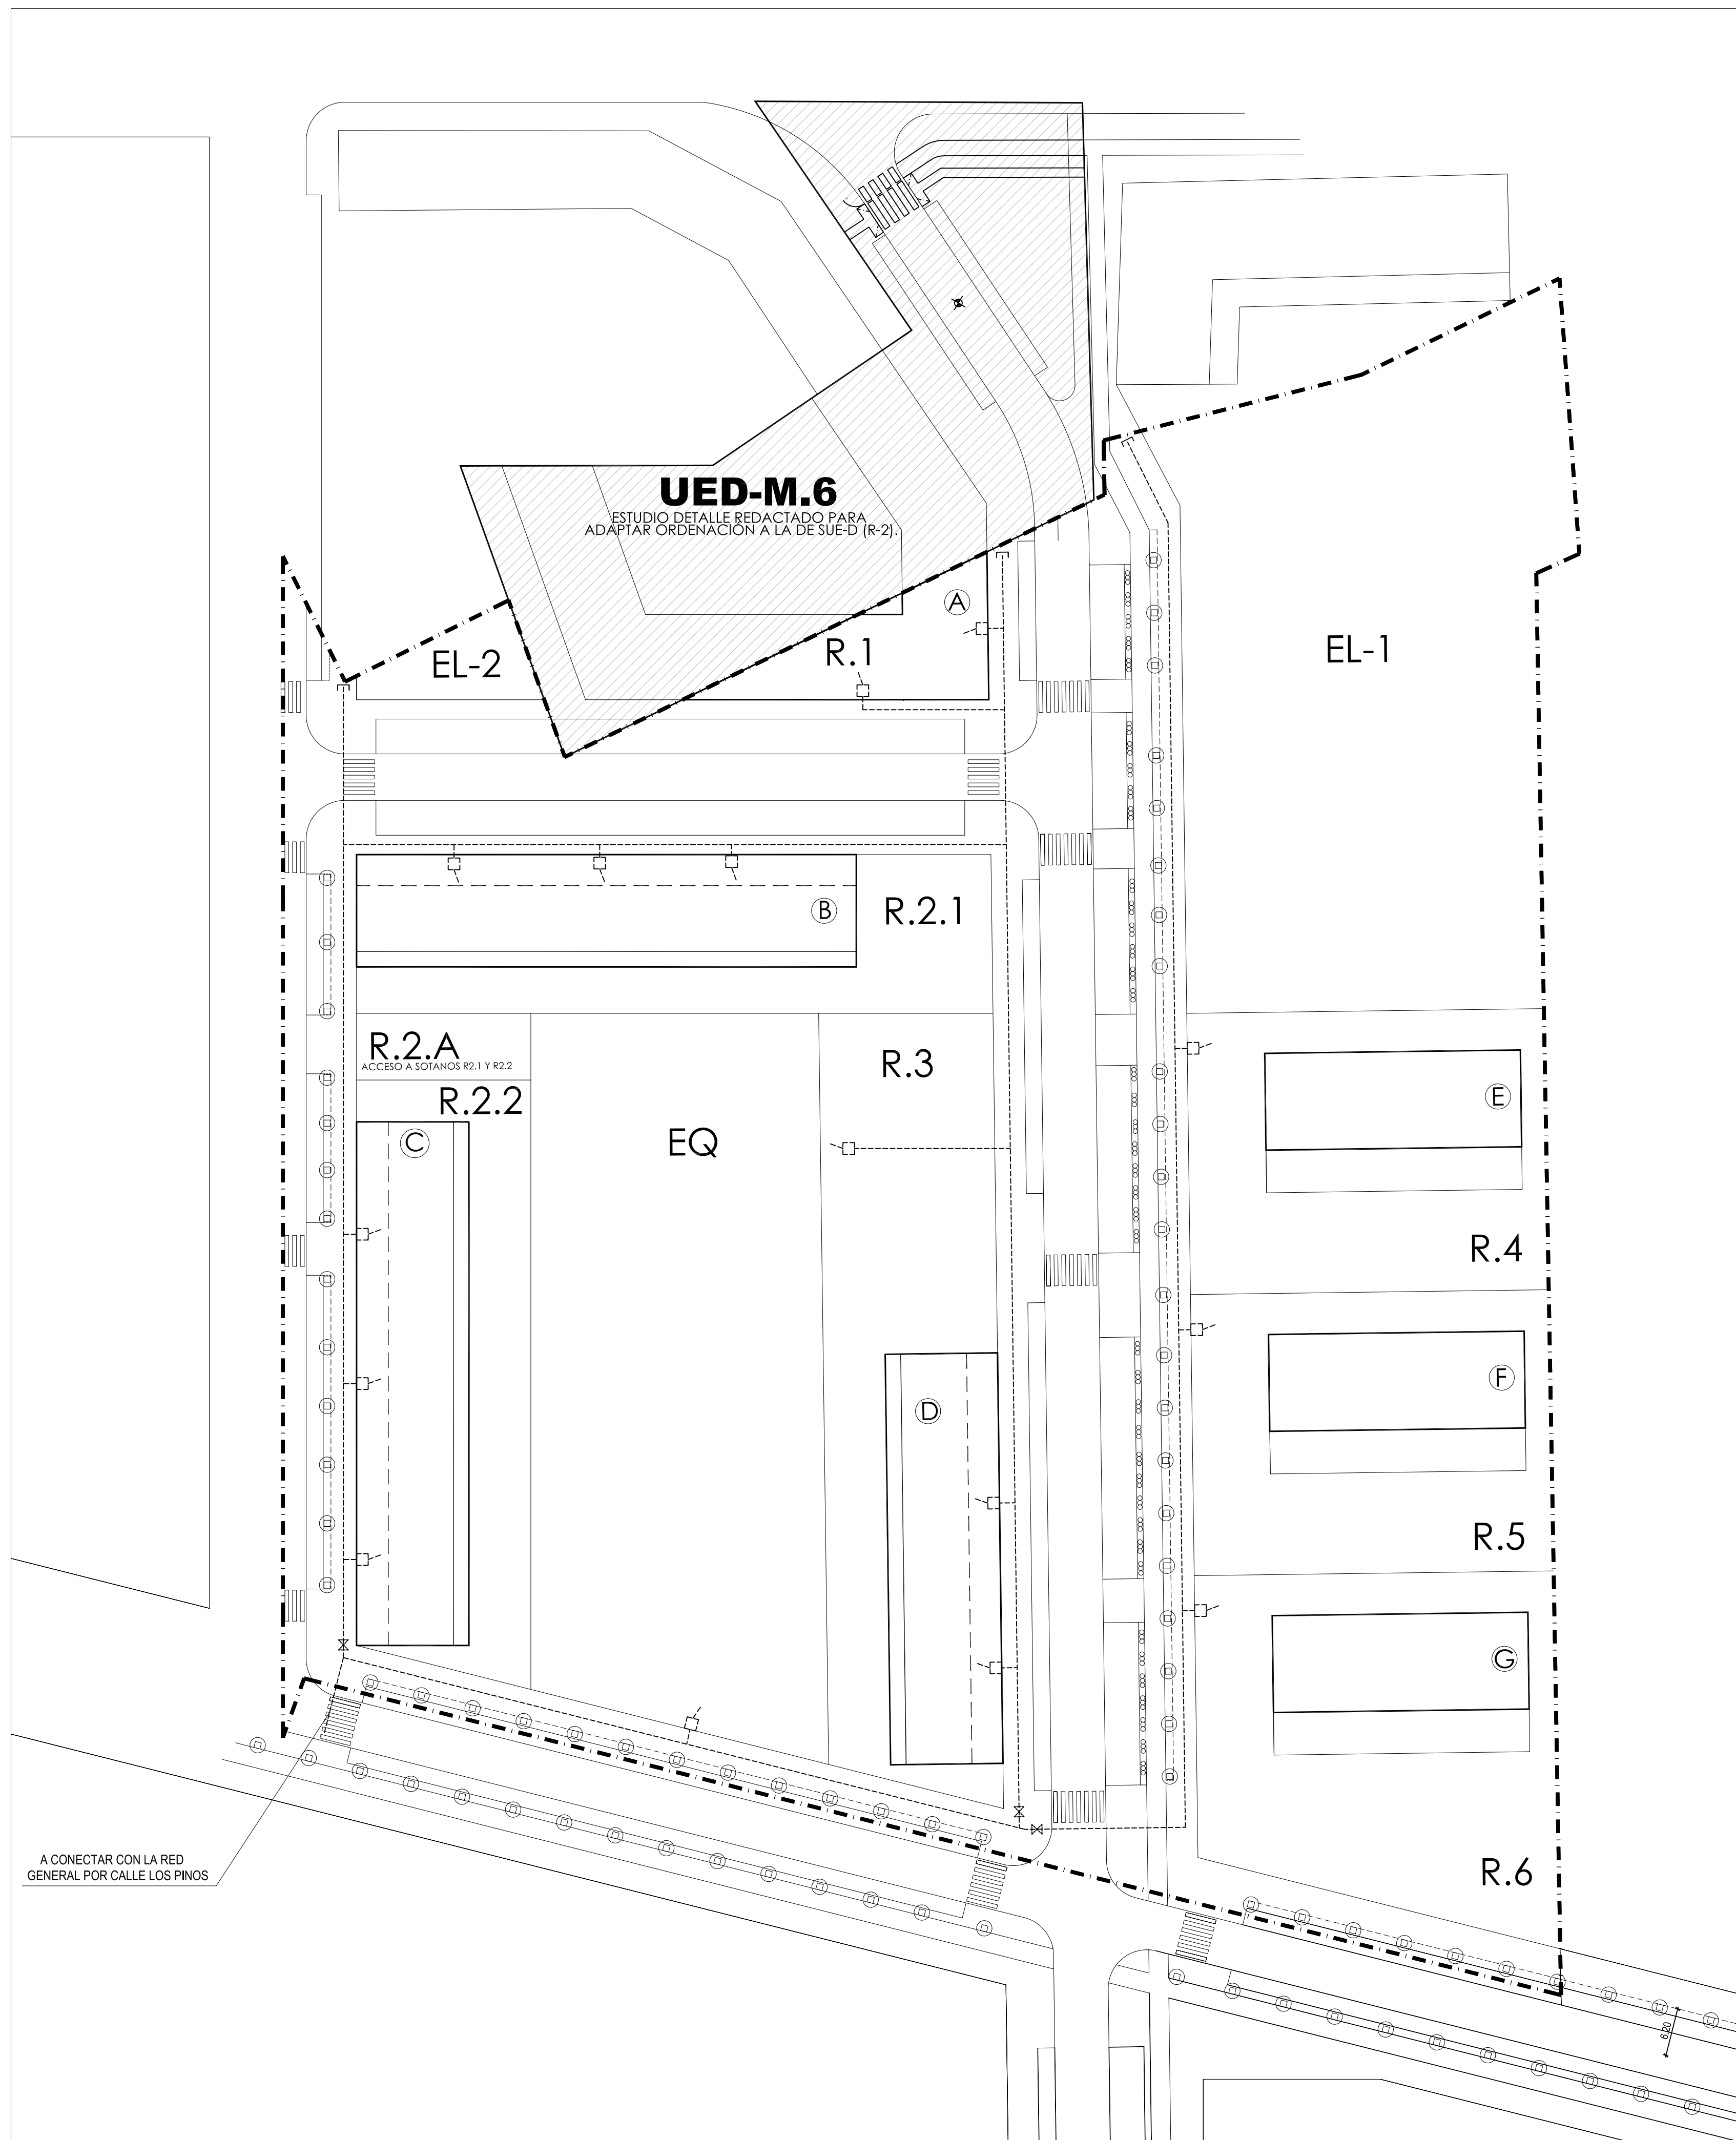 UED-M.6
ESTUDIO DETALLE REDACTADO PARA
ADAPTAR ORDENACIÓN A LA DE SUE-D (R-2).
A
R.1
EL-2
EL-1
B
R.2.1
R.2.A
ACCESO A SOTANOS R2.1 Y R2.2
R.2.2
R.3
C
EQ
E
R.4
F
D
R.5
G
A CONECTAR CON LA RED
GENERAL POR CALLE LOS PINOS
R.6
6,20